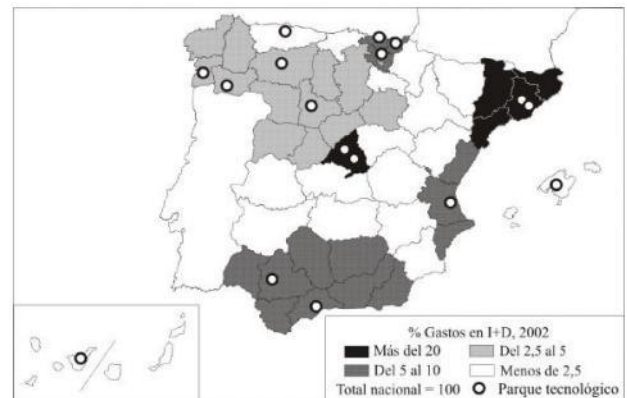 % Gastos en I+D, 2002
Más del 20
Del 2,5 al 5
Del 5 al 10
Menos de 2,5
Total nacional = 100
Parque tecnológico